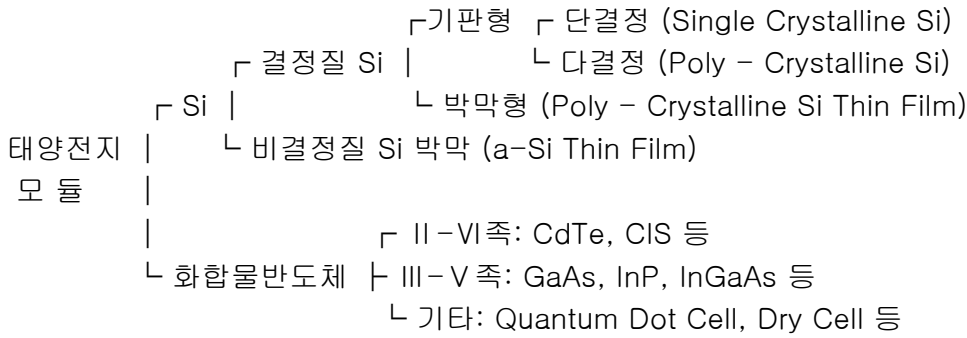 ┌기판형 ┌ 단결정 (Single Crystalline Si)
┌ 결정질 Si │ └ 다결정 (Poly - Crystalline Si)
┌ Si │ └ 박막형 (Poly - Crystalline Si Thin Film)
태양전지 │ └ 비결정질 Si 박막 (a-Si Thin Film)
모 듈 │
│ ┌ Ⅱ-Ⅵ족: CdTe, CIS 등
└ 화합물반도체 ├ Ⅲ-Ⅴ족: GaAs, InP, InGaAs 등
└ 기타: Quantum Dot Cell, Dry Cell 등